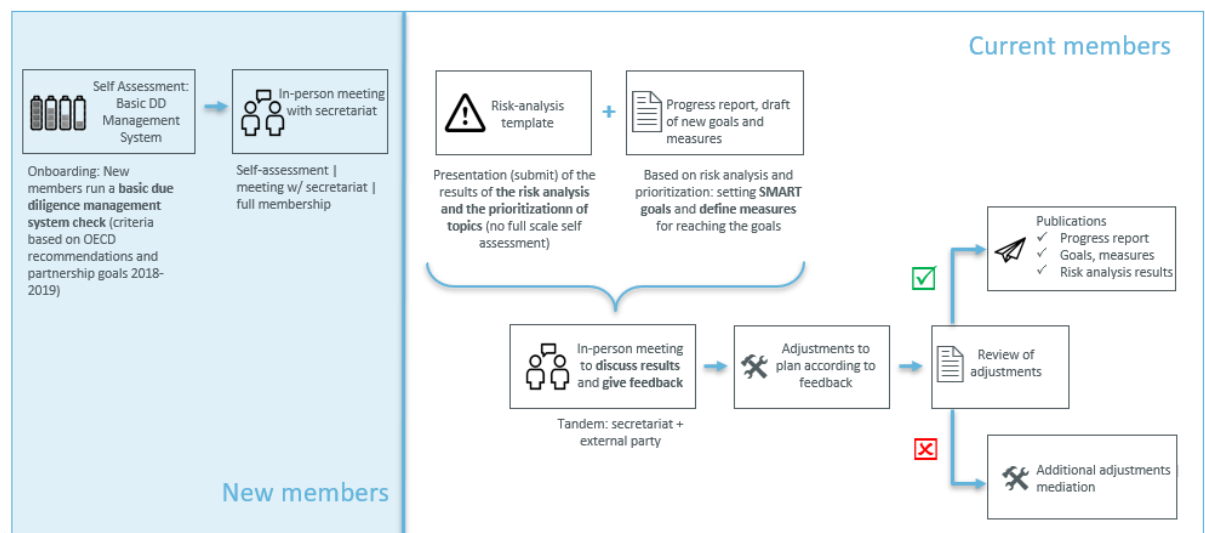 Current members
Self Assessment:
Basic DD
Management
System
In-person meeting
with secretariat
Onboarding: New
members run a basic due
diligence management
system check (criteria
based on OECD
recommendations and
partnership goals 2018-
2019)
Self-assessment |
meeting w/ secretariat |
full membership
New members
Risk-analysis
template
+
Progress report, draft
of new goals and
measures
Presentation (submit) of the
results of the risk analysis
and the prioritizationn of
topics (no full scale self
assessment)
Based on risk analysis and
prioritization: setting SMART
goals and define measures
for reaching the goals
In-person meeting
to discuss results
and give feedback
Tandem: secretariat +
external party
Adjustments to
plan according to
feedback
Review of
adjustments
Publications
✓ Progress report
✓ Goals, measures
✓ Risk analysis results
Additional adjustments |
mediation